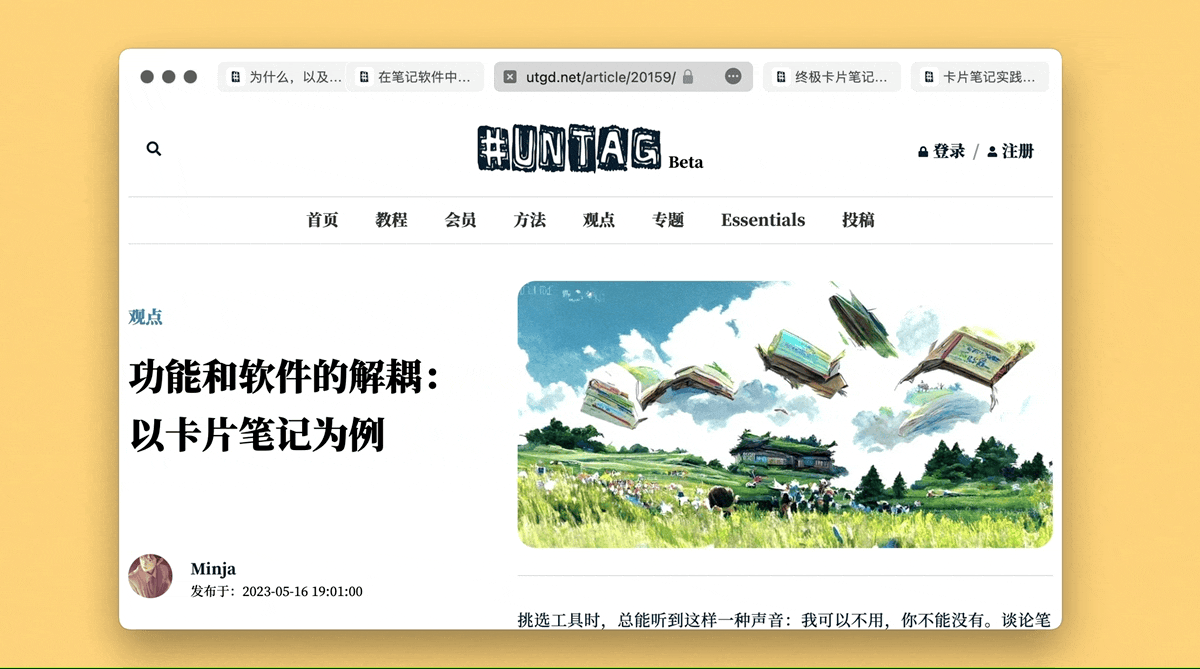 为什么，以及...
在笔记软件中...
utgd.net/article/20159/
终极卡片笔记...
卡片笔记实践...
#UNTAG Beta
登录 / 注册
首页 教程 会员 方法 观点 专题 Essentials 投稿
观点
功能和软件的解耦：
以卡片笔记为例
Minja
发布于：2023-05-16 19:01:00
挑选工具时，总能听到这样一种声音：我可以不用，你不能没有。谈论笔